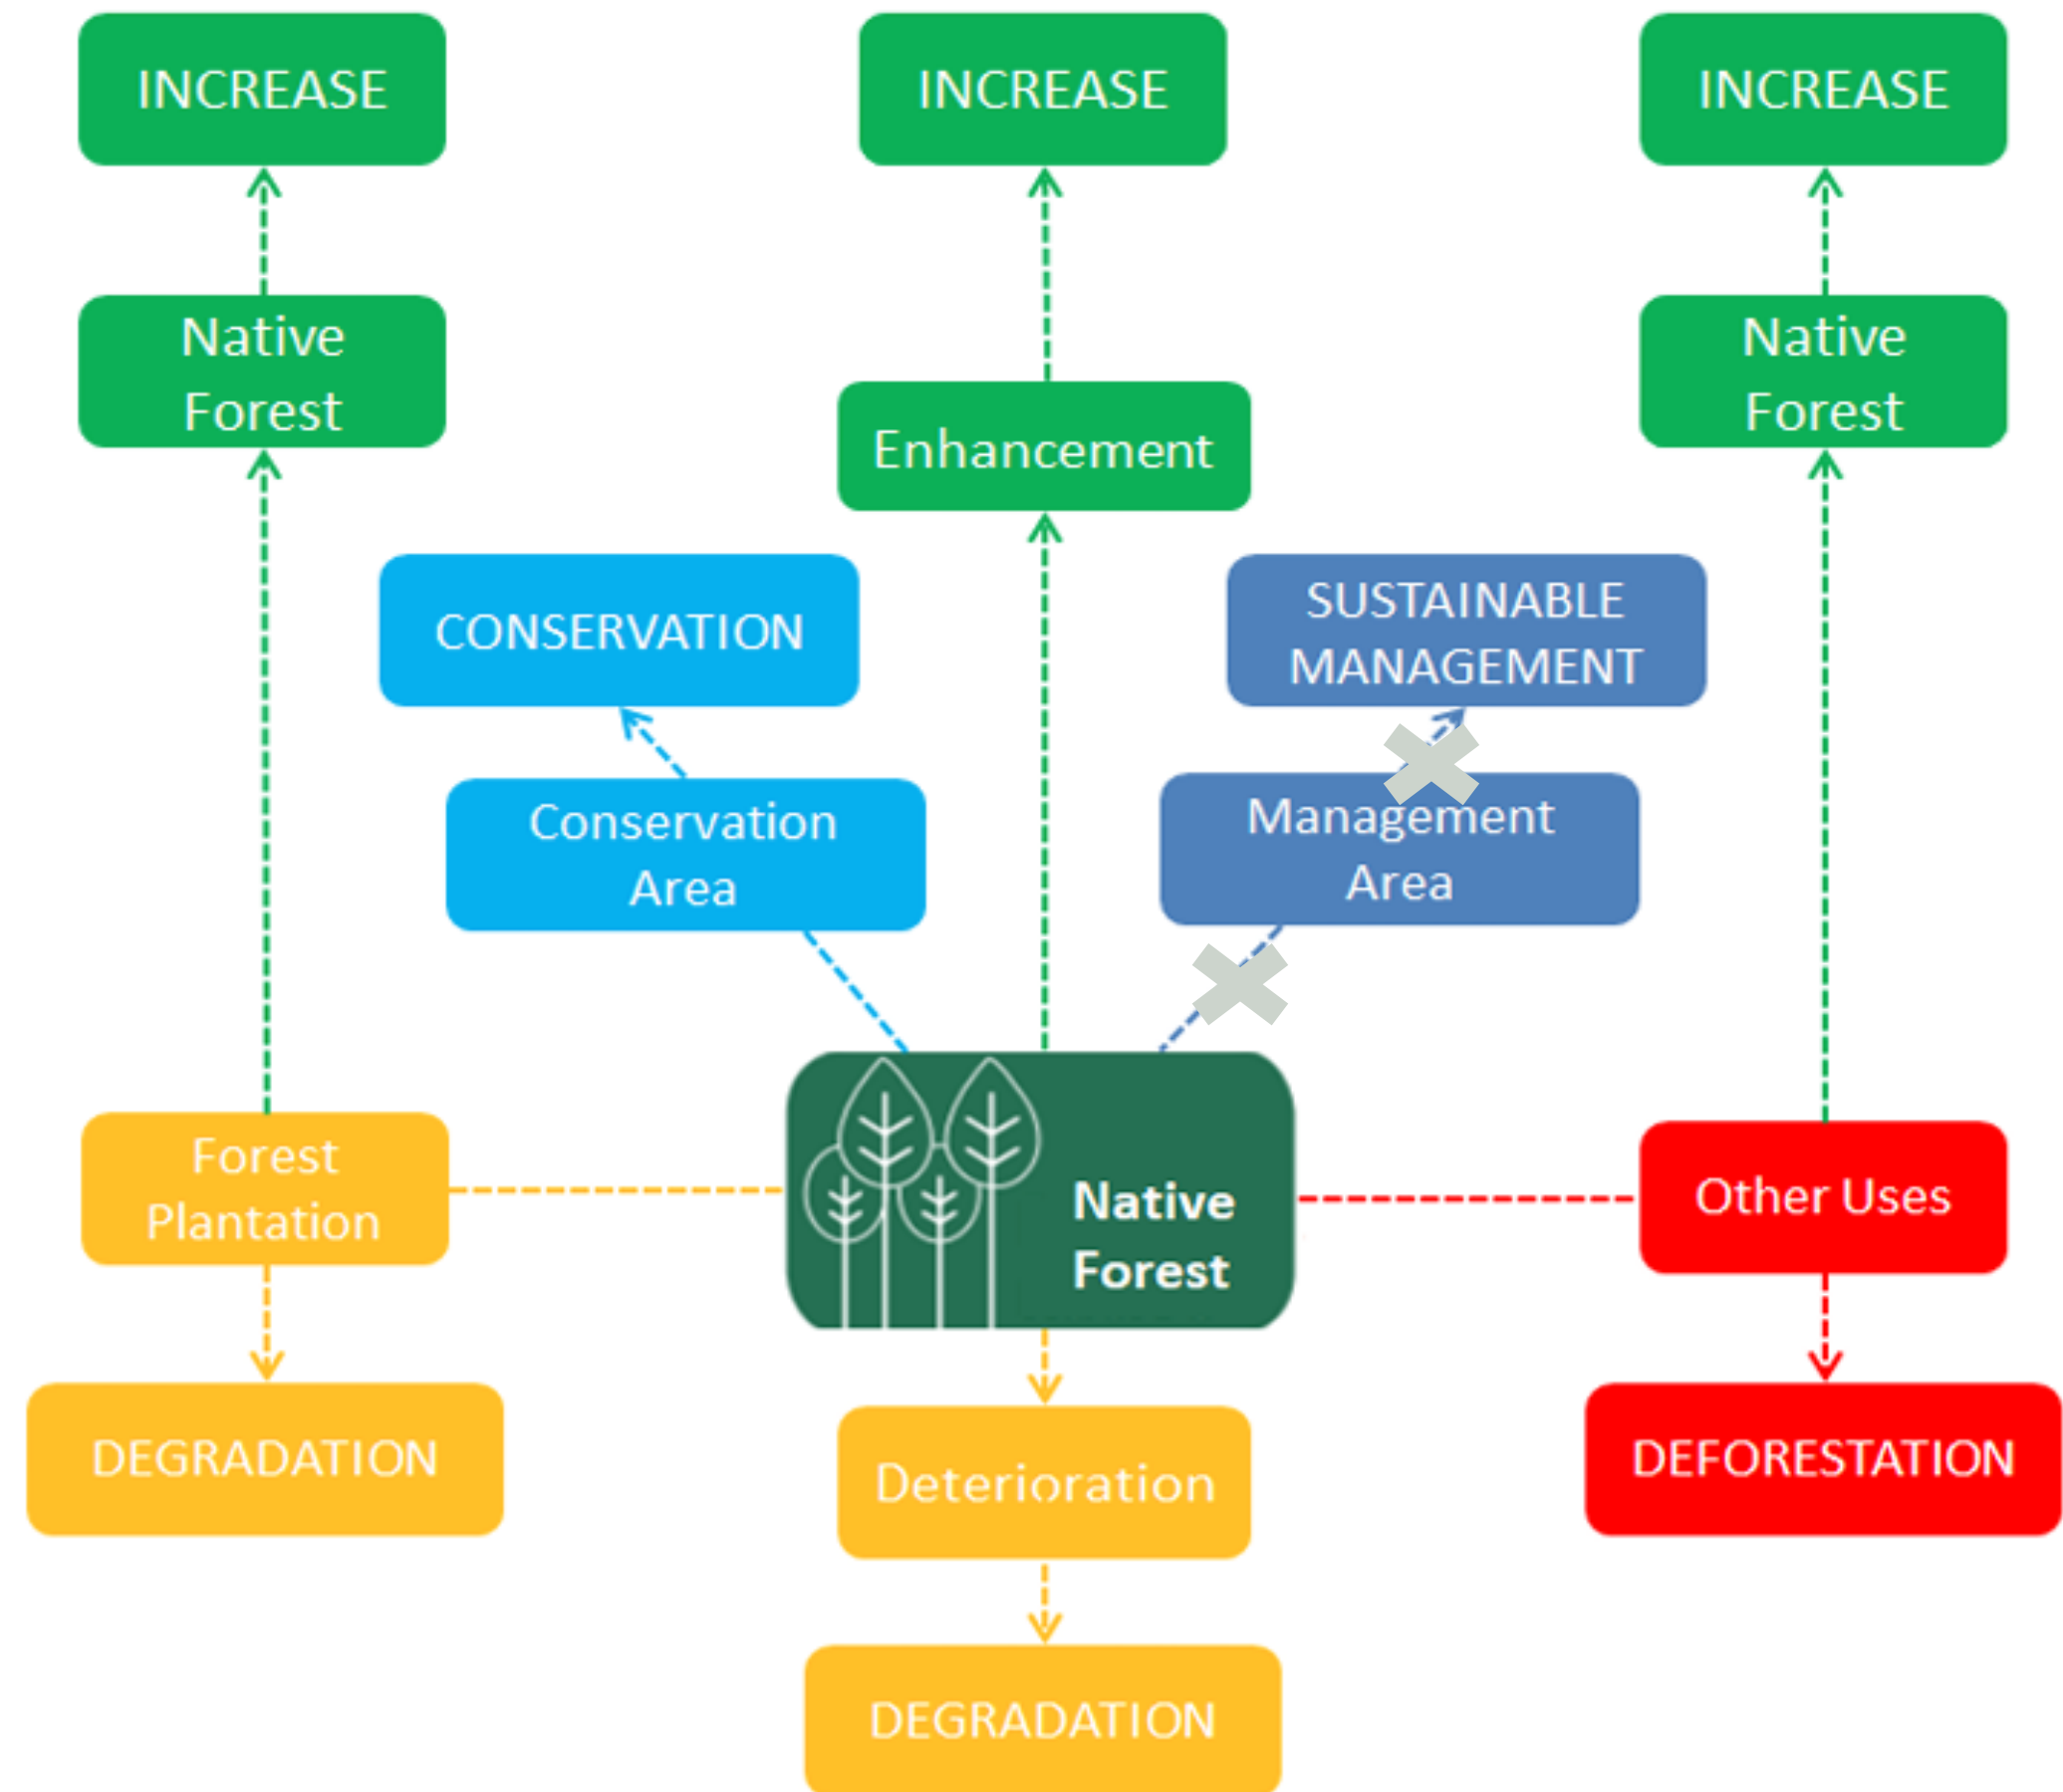 INCREASE
INCREASE
INCREASE
Native
Forest
Native
Forest
Enhancement
CONSERVATION
SUSTAINABLE
MANAGEMENT
Conservation
Area
Management
Area
Forest
Plantation
Native
Forest
Other Uses
DEGRADATION
Deterioration
DEFORESTATION
DEGRADATION